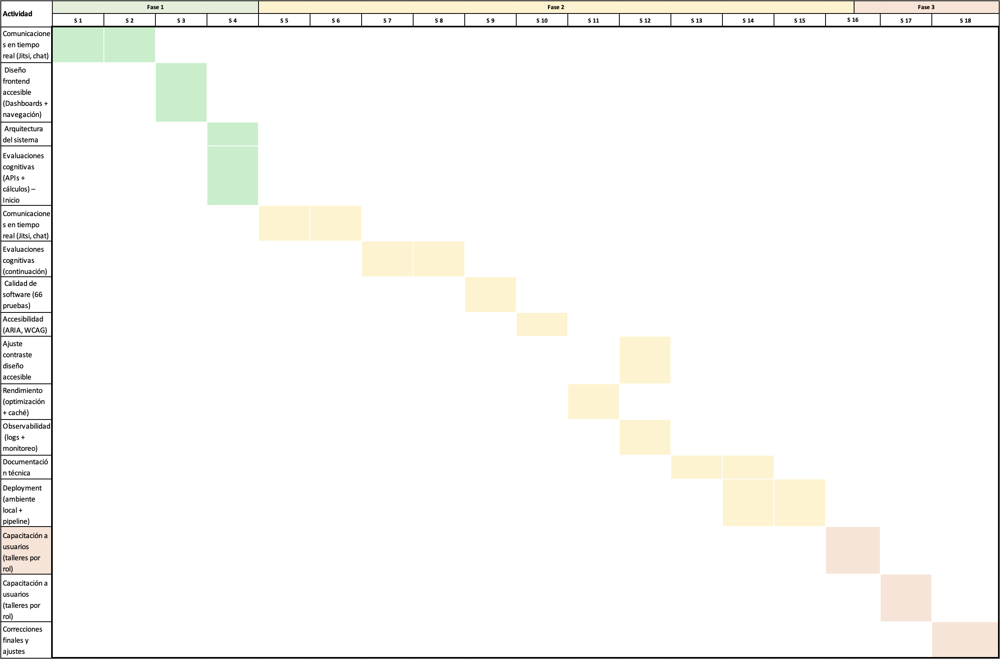 Actividad
Fase 1
Fase 2
Fase 3
S 1
S 2
S 3
S 4
S 5
S 6
S 7
S 8
S 9
S 10
S 11
S 12
S 13
S 14
S 15
S 16
S 17
S 18
Comunicacione
s en tiempo
real (Jitsi, chat)
Diseño
frontend
accesible
(Dashboards +
navegación)
Arquitectura
del sistema
Evaluaciones
cognitivas
(APIs +
cálculos) –
Inicio
Comunicacione
s en tiempo
real (Jitsi, chat)
Evaluaciones
cognitivas
(continuación)
Calidad de
software (66
pruebas)
Accesibilidad
(ARIA, WCAG)
Ajuste
contraste
diseño
accesible
Rendimiento
(optimización
+ caché)
Observabilidad
(logs +
monitoreo)
Documentació
n técnica
Deployment
(ambiente
local +
pipeline)
Capacitación a
usuarios
(talleres por
rol)
Capacitación a
usuarios
(talleres por
rol)
Correcciones
finales y
ajustes